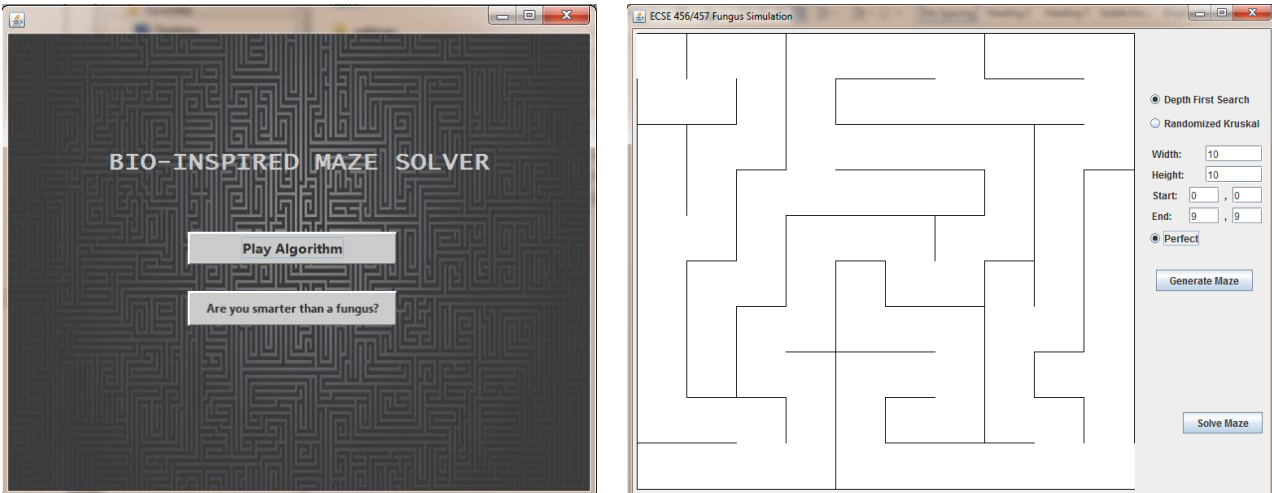 BIO-INSPIRED MAZE SOLVER
Play Algorithm
Are you smarter than a fungus?
ECSE 456/457 Fungus Simulation
Depth First Search
Randomized Kruskal
Width: 10
Height: 10
Start: 0 , 0
End: 9 , 9
Perfect
Generate Maze
Solve Maze